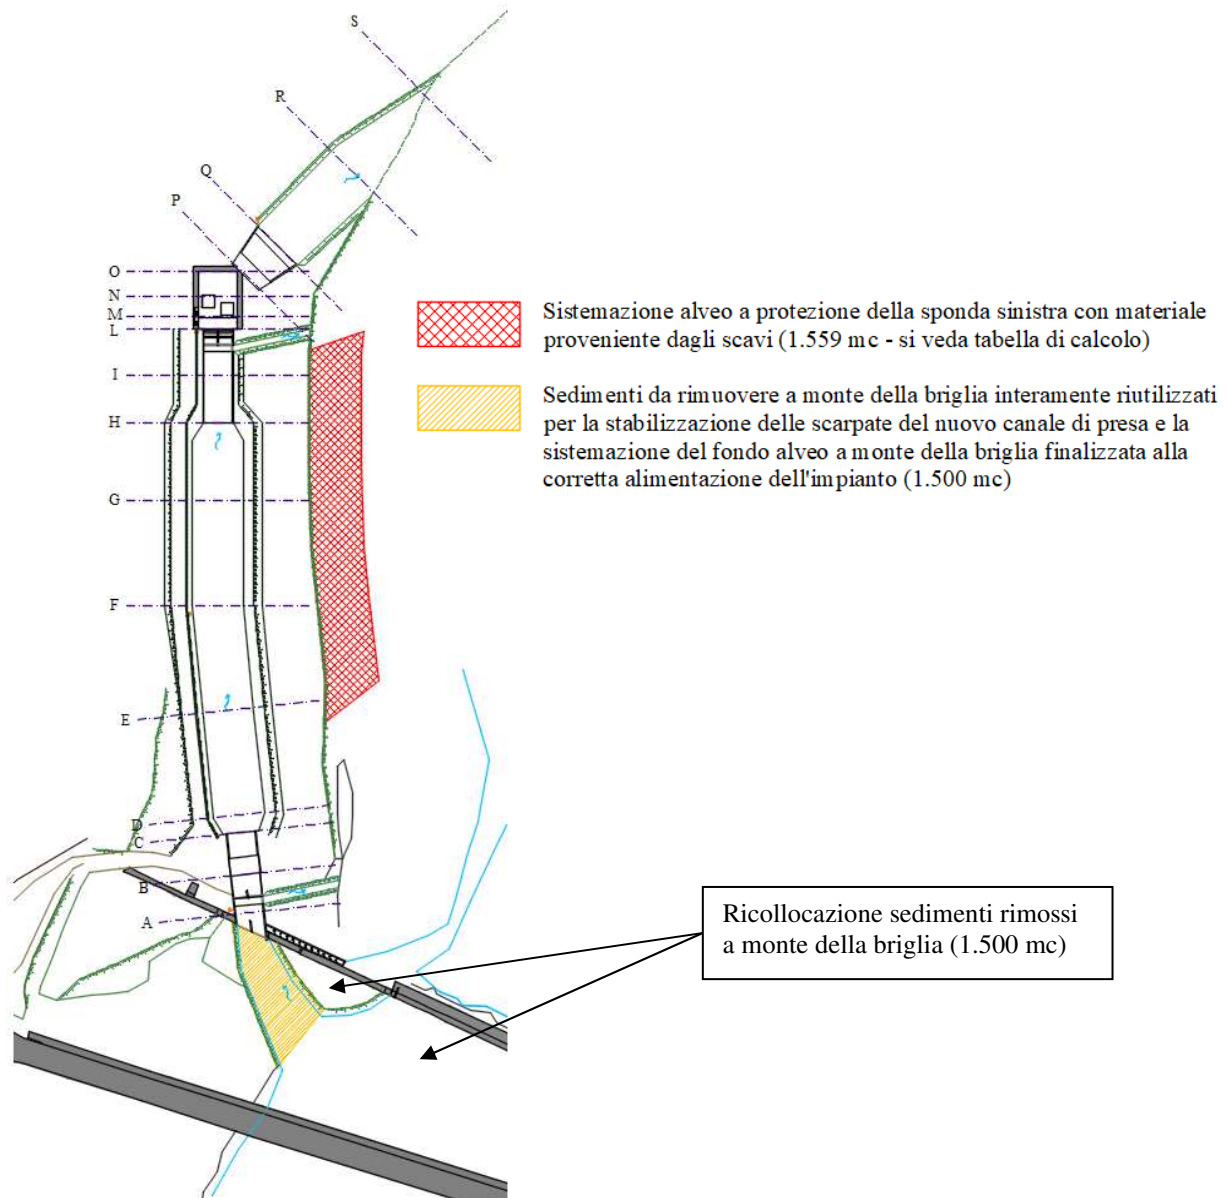 S
R
Q
P
O
N
M
L
I
H
G
F
E
D
C
B
A
Sistemazione alveo a protezione della sponda sinistra con materiale
proveniente dagli scavi (1.559 mc - si veda tabella di calcolo)
Sedimenti da rimuovere a monte della briglia interamente riutilizzati
per la stabilizzazione delle scarpate del nuovo canale di presa e la
sistemazione del fondo alveo a monte della briglia finalizzata alla
corretta alimentazione dell'impianto (1.500 mc)
Ricollocazione sedimenti rimossi
a monte della briglia (1.500 mc)